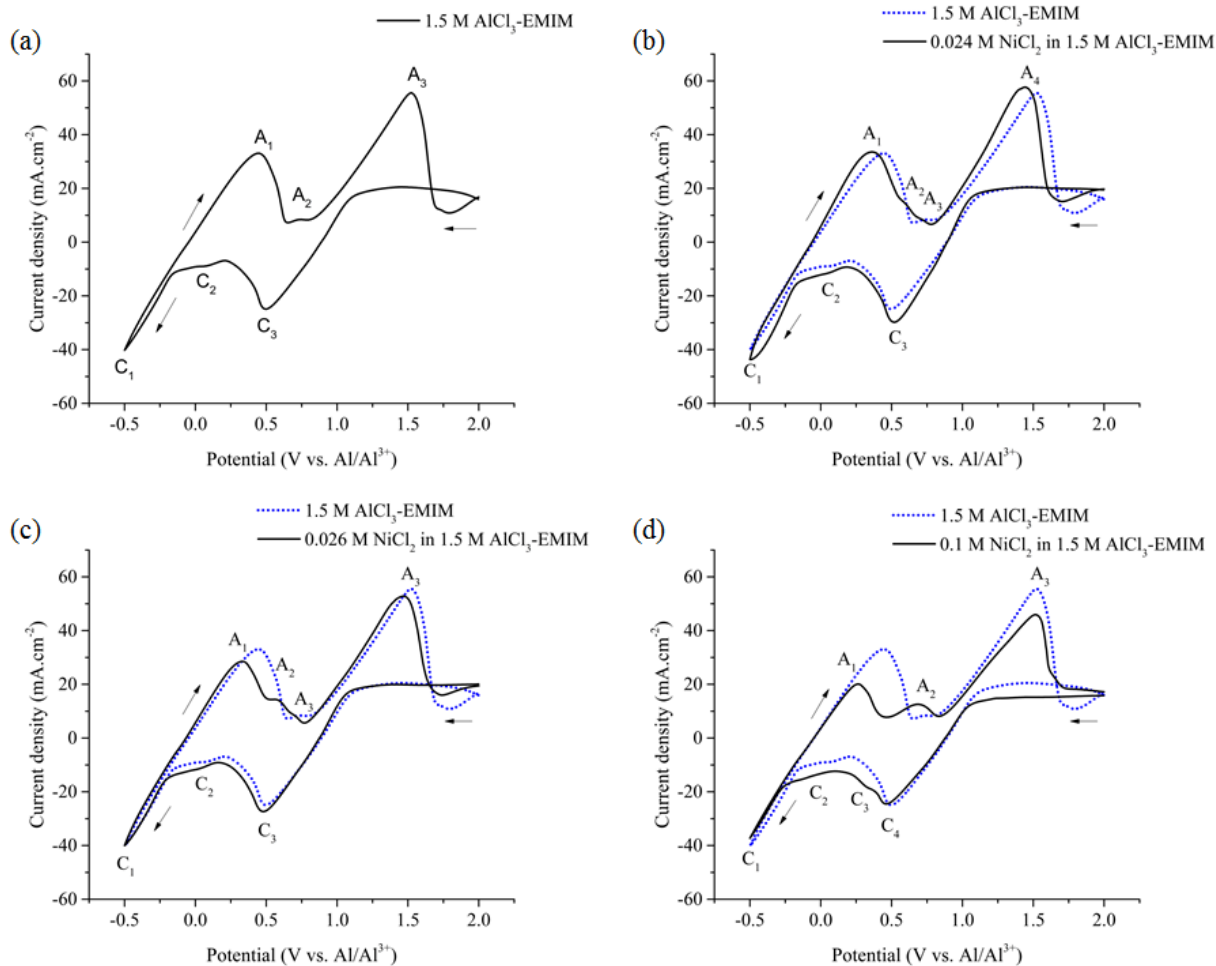 (a)
1.5 M AlCl₃-EMIM
60
40
20
0
-20
-40
-60
Current density (mA.cm⁻²)
A₁
A₂
A₃
C₁
C₂
C₃
-0.5 0.0 0.5 1.0 1.5 2.0
Potential (V vs. Al/Al³⁺)
(b)
1.5 M AlCl₃-EMIM
0.024 M NiCl₂ in 1.5 M AlCl₃-EMIM
60
40
20
0
-20
-40
-60
Current density (mA.cm⁻²)
A₁
A₂
A₃
A₄
C₁
C₂
C₃
-0.5 0.0 0.5 1.0 1.5 2.0
Potential (V vs. Al/Al³⁺)
(c)
1.5 M AlCl₃-EMIM
0.026 M NiCl₂ in 1.5 M AlCl₃-EMIM
60
40
20
0
-20
-40
-60
Current density (mA.cm⁻²)
A₁
A₂
A₃
A₃
C₁
C₂
C₃
-0.5 0.0 0.5 1.0 1.5 2.0
Potential (V vs. Al/Al³⁺)
(d)
1.5 M AlCl₃-EMIM
0.1 M NiCl₂ in 1.5 M AlCl₃-EMIM
60
40
20
0
-20
-40
-60
Current density (mA.cm⁻²)
A₁
A₂
A₃
C₁
C₂
C₃
C₄
-0.5 0.0 0.5 1.0 1.5 2.0
Potential (V vs. Al/Al³⁺)